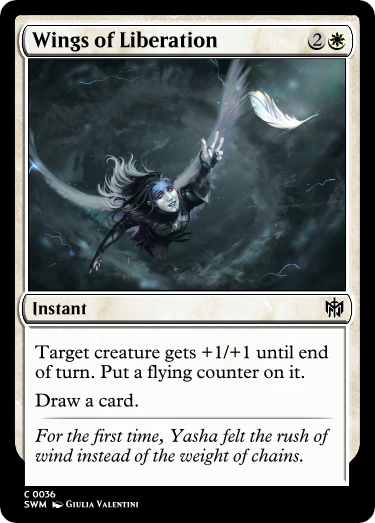 Wings of Liberation 2
Instant
Target creature gets +1/+1 until end
of turn. Put a flying counter on it.
Draw a card.
For the first time, Yasha felt the rush of
wind instead of the weight of chains.
C 0036
SWM Giulia Valentini